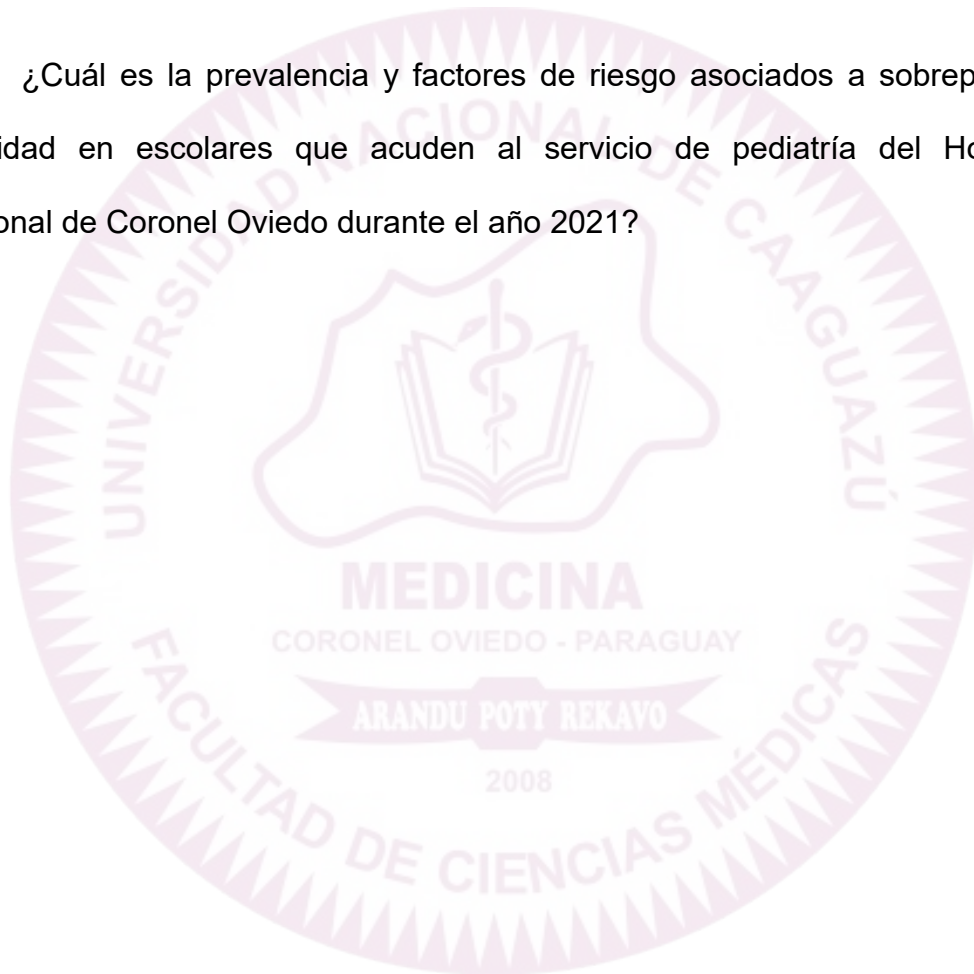 ¿Cuál es la prevalencia y factores de riesgo asociados a sobrep
idad en escolares que acuden al servicio de pediatría del Ho
onal de Coronel Oviedo durante el año 2021?
UNIVERSIDAD NACIONAL DE CAAGUAZÚ
MEDICINA
CORONEL OVIEDO - PARAGUAY
ARANDU POTY REKAVO
2008
FACULTAD DE CIENCIAS MÉDICAS